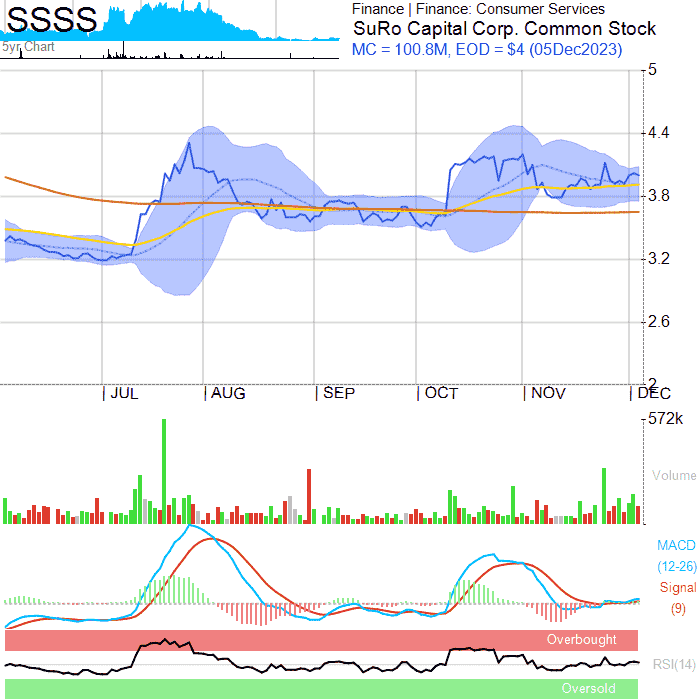 SSSS
5yr Chart
Finance | Finance: Consumer Services
SuRo Capital Corp. Common Stock
MC = 100.8M, EOD = $4 (05Dec2023)
5
4.4
3.8
3.2
2.6
2
JUL
AUG
SEP
OCT
NOV
DEC
572k
Volume
MACD
(12-26)
Signal
(9)
Overbought
RSI(14)
Oversold